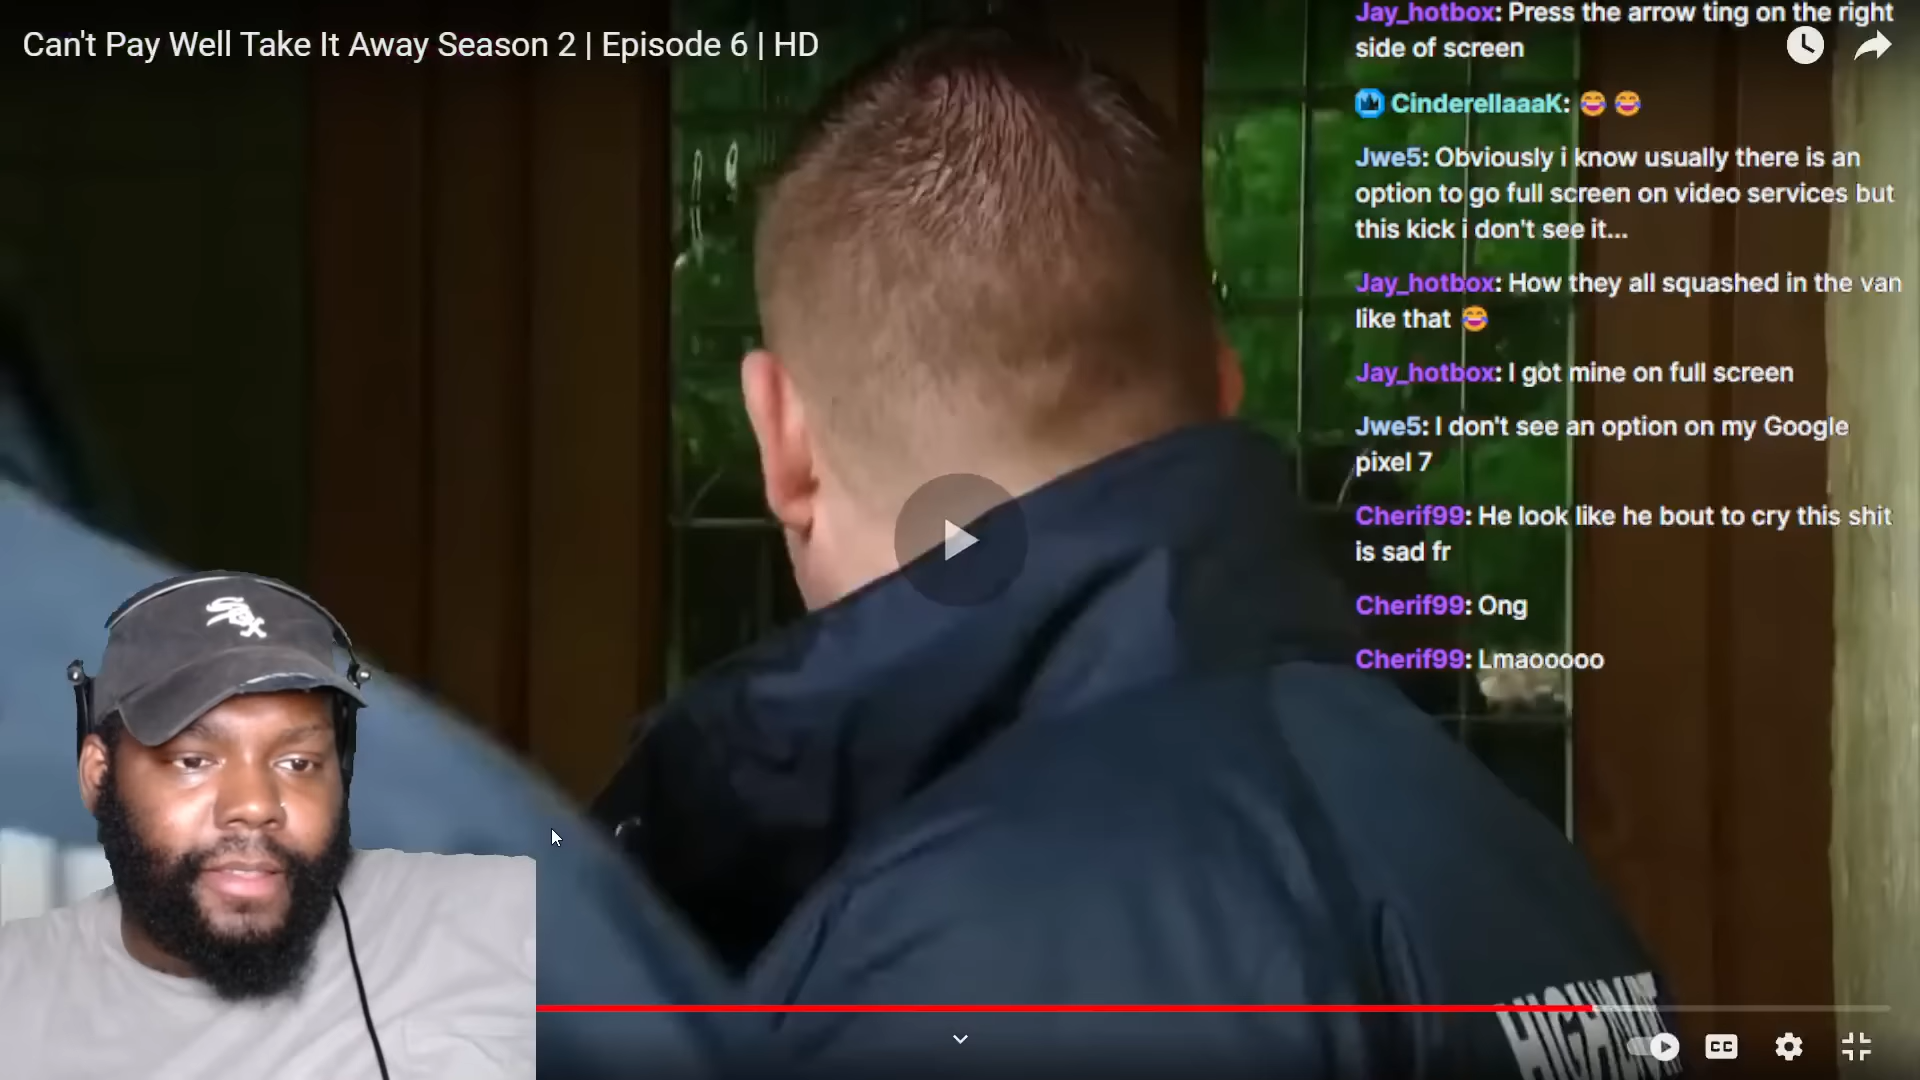 Can't Pay Well Take It Away Season 2 | Episode 6 | HD
Jay_hotbox: Press the arrow ting on the right
side of screen
CinderellaaaK: 😂 😂
Jwe5: Obviously i know usually there is an
option to go full screen on video services but
this kick i don't see it...
Jay_hotbox: How they all squashed in the van
like that 😂
Jay_hotbox: I got mine on full screen
Jwe5: I don't see an option on my Google
pixel 7
Cherif99: He look like he bout to cry this shit
is sad fr
Cherif99: Ong
Cherif99: Lmaooooo
Sox
CC